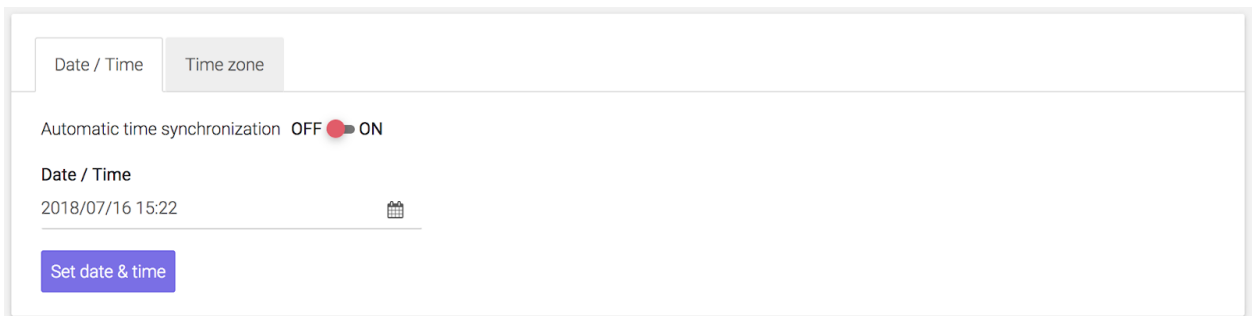 Date / Time Time zone
Automatic time synchronization OFF ON
Date / Time
2018/07/16 15:22
Set date & time